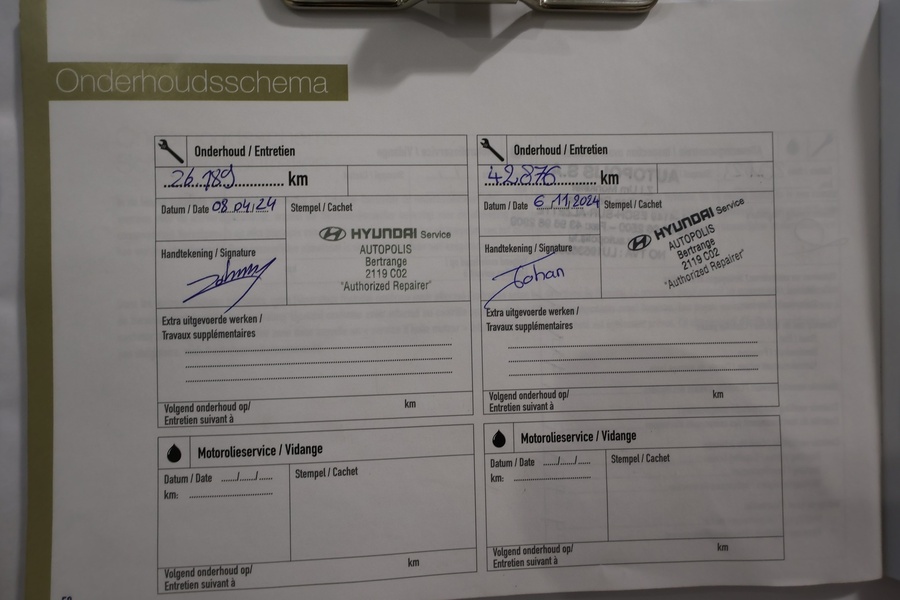 Onderhoudsschema
Onderhoud / Entretien
26.189 km
Datum / Date 08.04.24
Stempel / Cachet
HYUNDAI Service
AUTOPOLIS
Bertrange
2119 C02
"Authorized Repairer"
Handtekening / Signature
Extra uitgevoerde werken /
Travaux supplémentaires
Volgend onderhoud op/
Entretien suivant à
km
Onderhoud / Entretien
42.876 km
Datum / Date 6/11/2024
Stempel / Cachet
HYUNDAI Service
AUTOPOLIS
Bertrange
2119 C02
"Authorized Repairer"
Handtekening / Signature
Johan
Extra uitgevoerde werken /
Travaux supplémentaires
Volgend onderhoud op/
Entretien suivant à
km
Motorolieservice / Vidange
Datum / Date ....../....../......
km:
Stempel / Cachet
Volgend onderhoud op/
Entretien suivant à
km
Motorolieservice / Vidange
Datum / Date ....../....../......
km:
Stempel / Cachet
Volgend onderhoud op/
Entretien suivant à
km